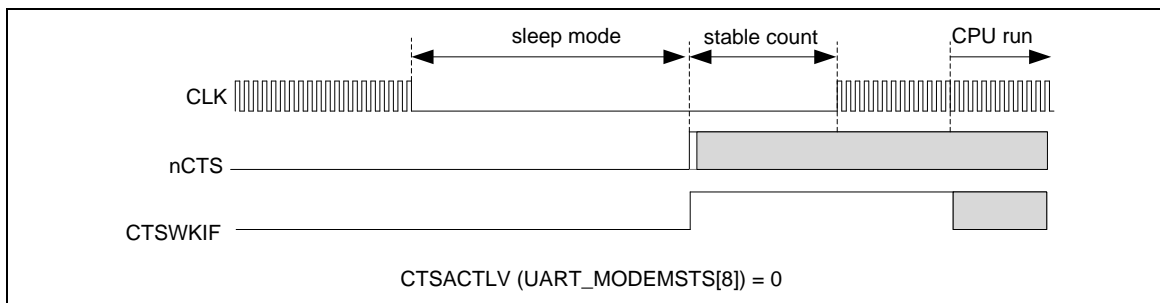 sleep mode stable count CPU run
CLK
nCTS
CTSWKIF
CTSACTLV (UART_MODEMSTS[8]) = 0